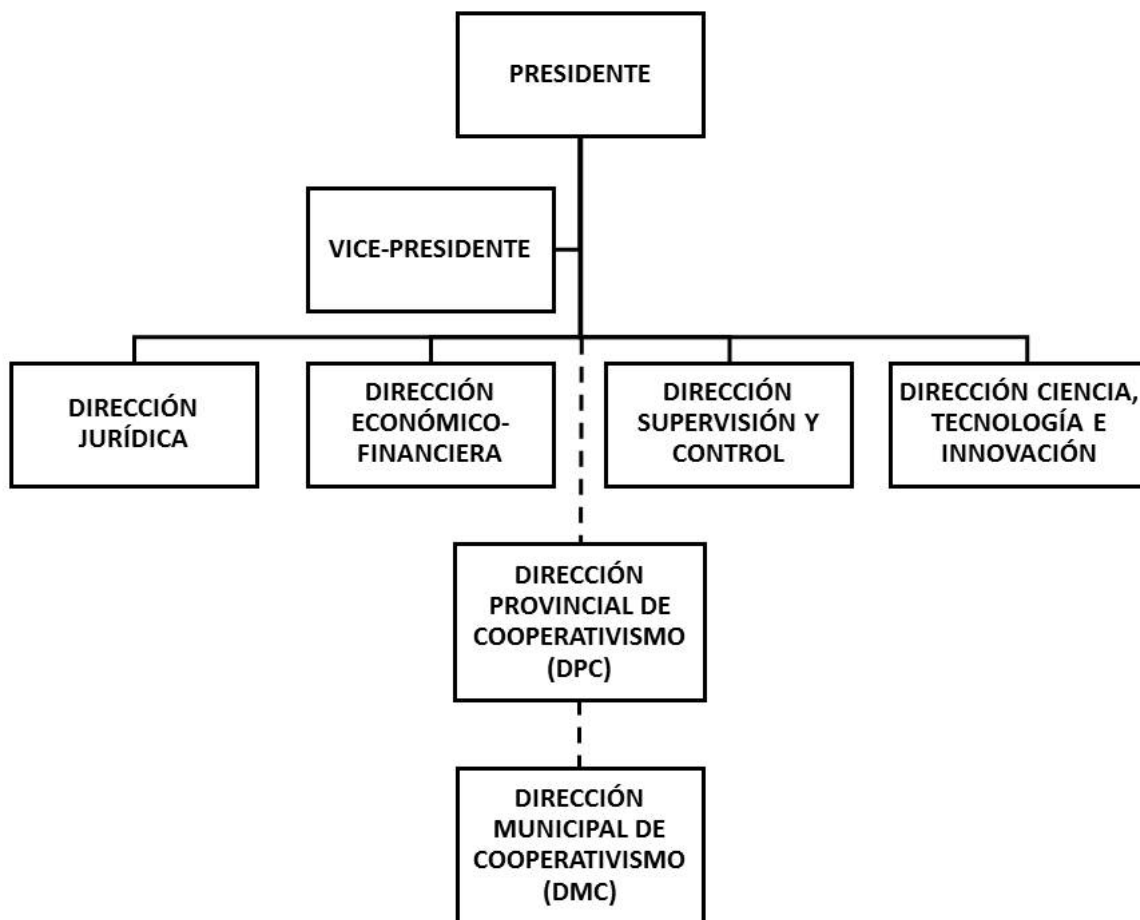 PRESIDENTE
VICE-PRESIDENTE
DIRECCIÓN
JURÍDICA
DIRECCIÓN
ECONÓMICO-
FINANCIERA
DIRECCIÓN
SUPERVISIÓN Y
CONTROL
DIRECCIÓN CIENCIA,
TECNOLOGÍA E
INNOVACIÓN
DIRECCIÓN
PROVINCIAL DE
COOPERATIVISMO
(DPC)
DIRECCIÓN
MUNICIPAL DE
COOPERATIVISMO
(DMC)